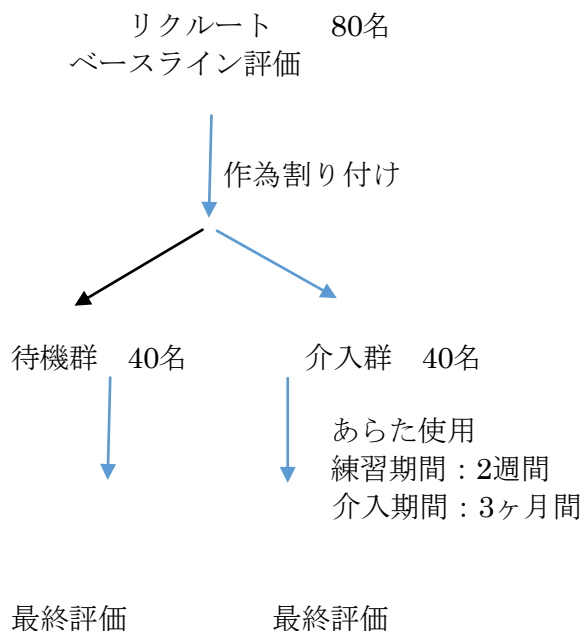 リクルート　　80名
ベースライン評価
作為割り付け
待機群　40名
介入群　40名
あらた使用
練習期間：2週間
介入期間：3ヶ月間
最終評価
最終評価